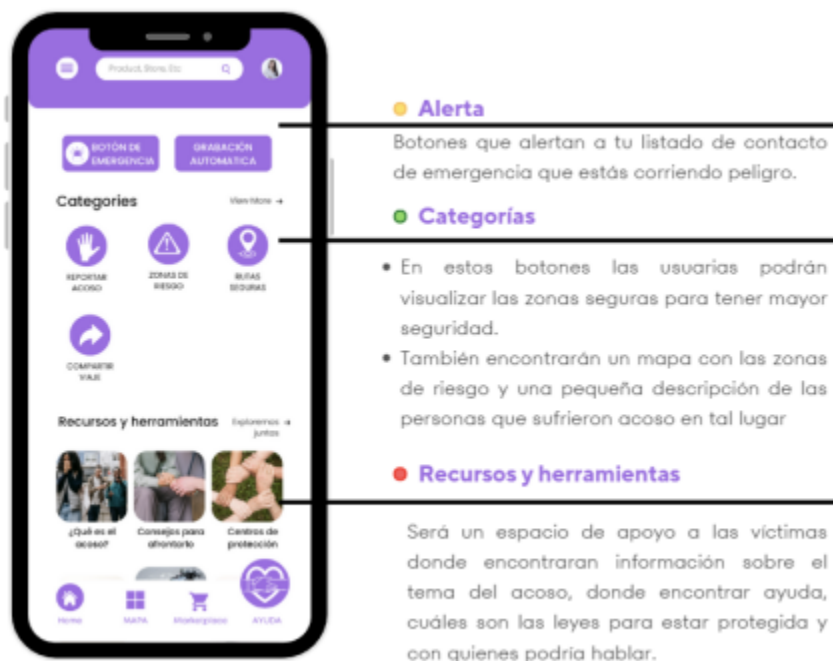 Product, Store, Etc
BOTÓN DE
EMERGENCIA
GRABACIÓN
AUTOMATICA
Categories
View More →
REPORTAR
ACOSO
ZONAS DE
RIESGO
RUTAS
SEGURAS
COMPARTIR
VIAJE
Recursos y herramientas
Exploremos →
juntas
¿Qué es el
acoso?
Consejos para
afrontarlo
Centros de
protección
Home
MAPA
Marketplace
AYUDA
Alerta
Botones que alertan a tu listado de contacto
de emergencia que estás corriendo peligro.
Categorías
• En estos botones las usuarias podrán
visualizar las zonas seguras para tener mayor
seguridad.
• También encontrarán un mapa con las zonas
de riesgo y una pequeña descripción de las
personas que sufrieron acoso en tal lugar
Recursos y herramientas
Será un espacio de apoyo a las víctimas
donde encontraran información sobre el
tema del acoso, donde encontrar ayuda,
cuáles son las leyes para estar protegida y
con quienes podría hablar.